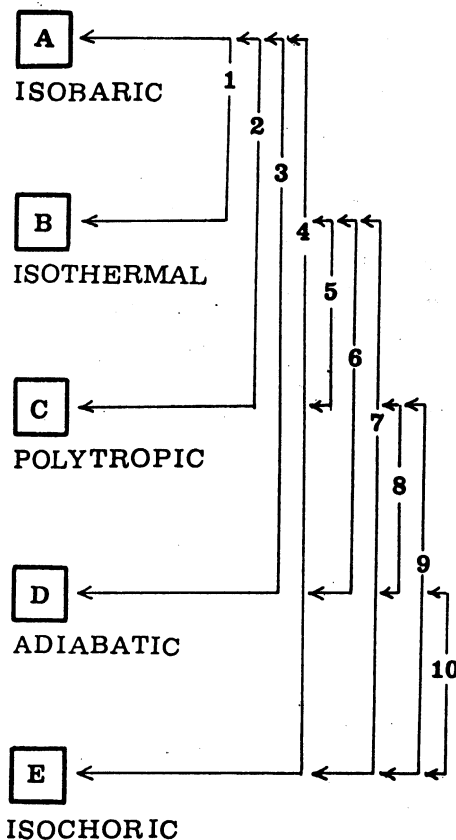 A
ISOBARIC
1
2
3
B
4
ISOTHERMAL
5
6
C
7
POLYTROPIC
8
9
D
ADIABATIC
10
E
ISOCHORIC